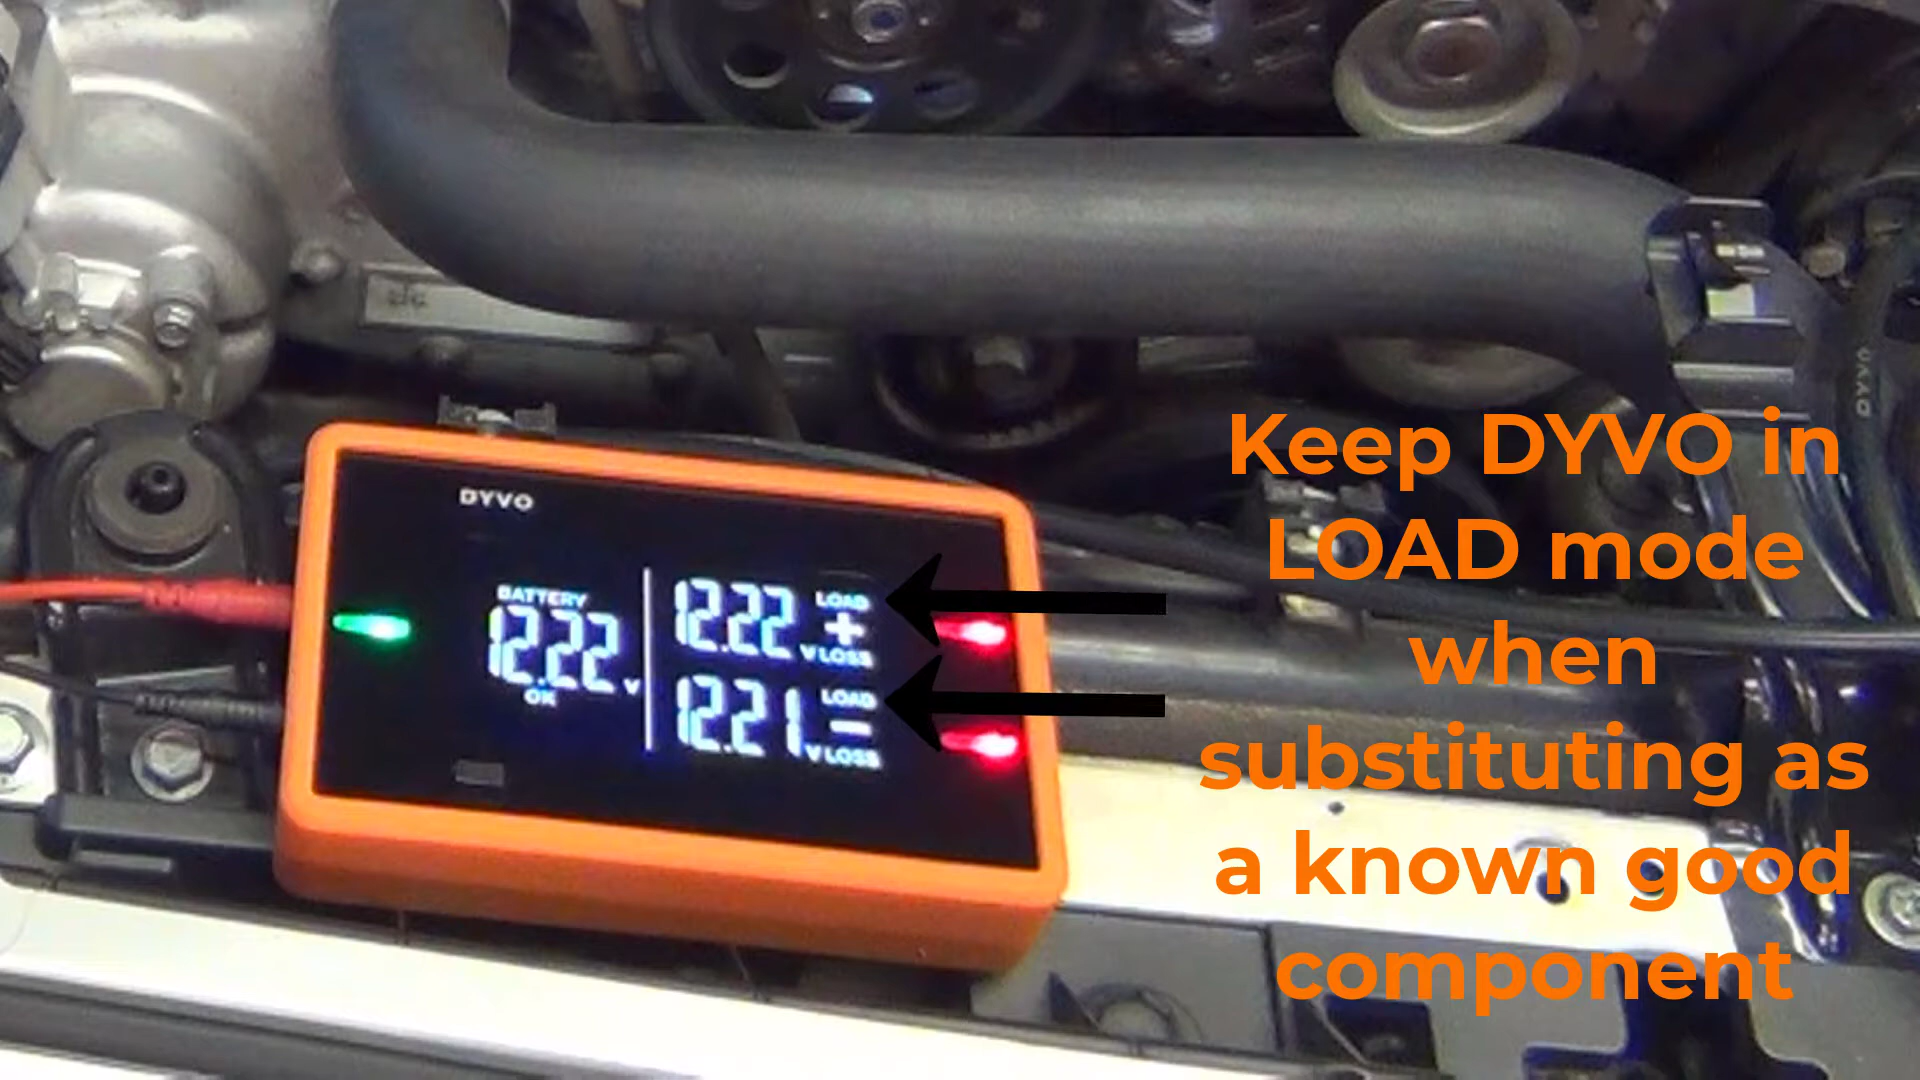 DYVO
BATTERY
12.22 V
OK
12.22 LOAD
+
V LOSS
12.21 LOAD
-
V LOSS
DYVO
Keep DYVO in
LOAD mode
when
substituting as
a known good
component